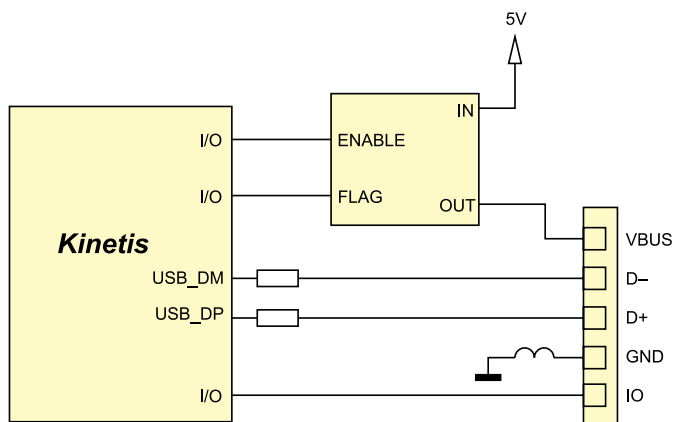 5V
IN
I/O
ENABLE
I/O
FLAG
OUT
Kinetis
VBUS
USB_DM
D–
USB_DP
D+
GND
I/O
IO